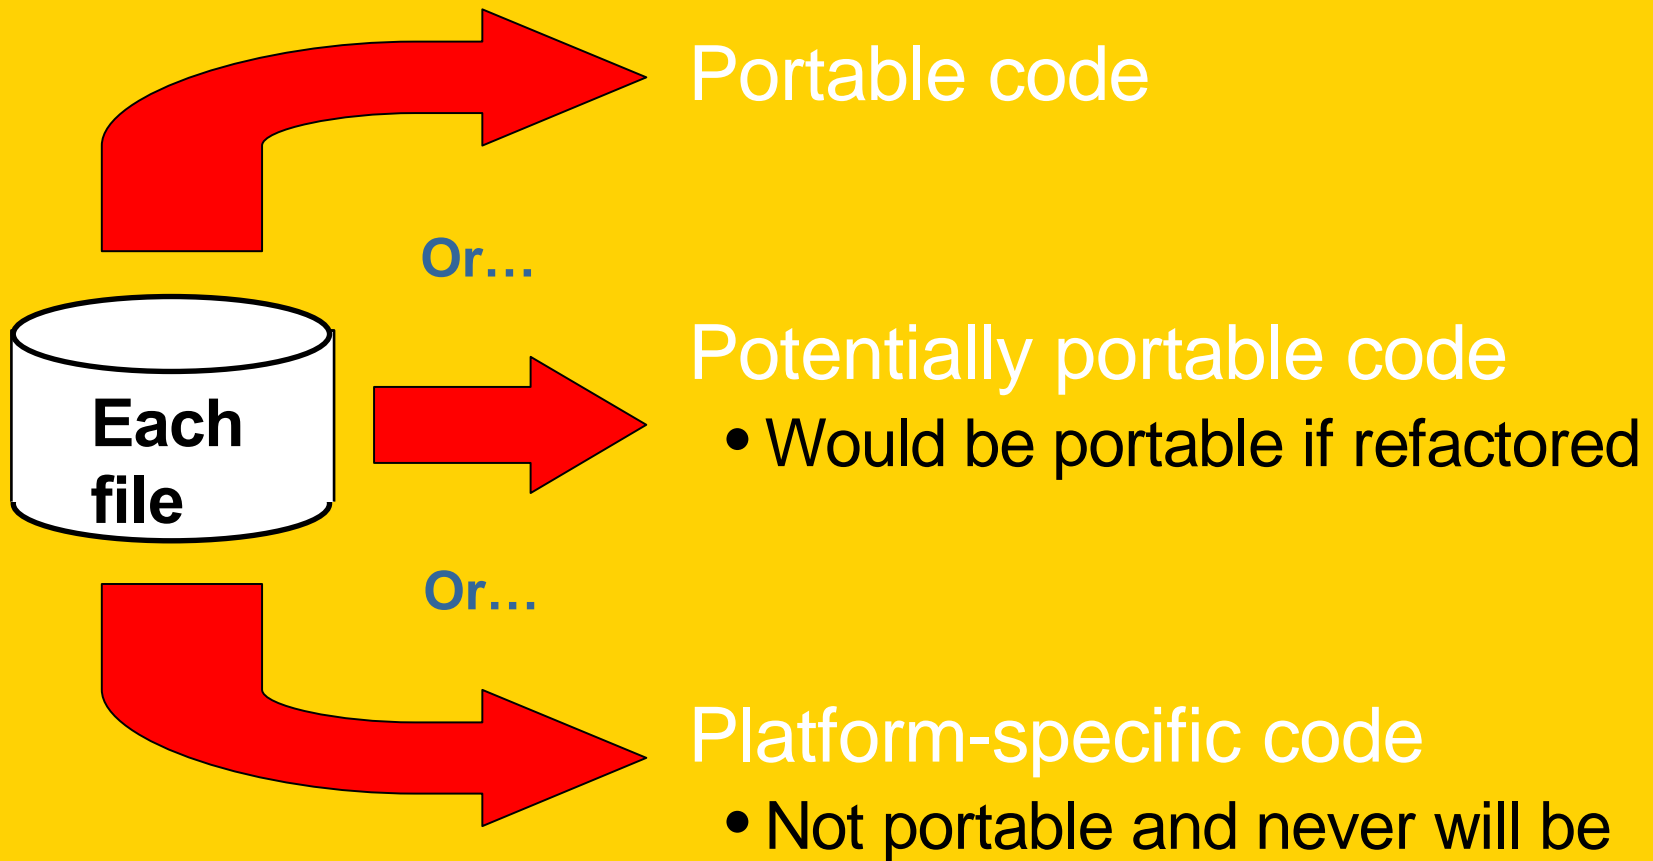 Portable code
Or…
Potentially portable code
• Would be portable if refactored
Each
file
Or…
Platform-specific code
• Not portable and never will be